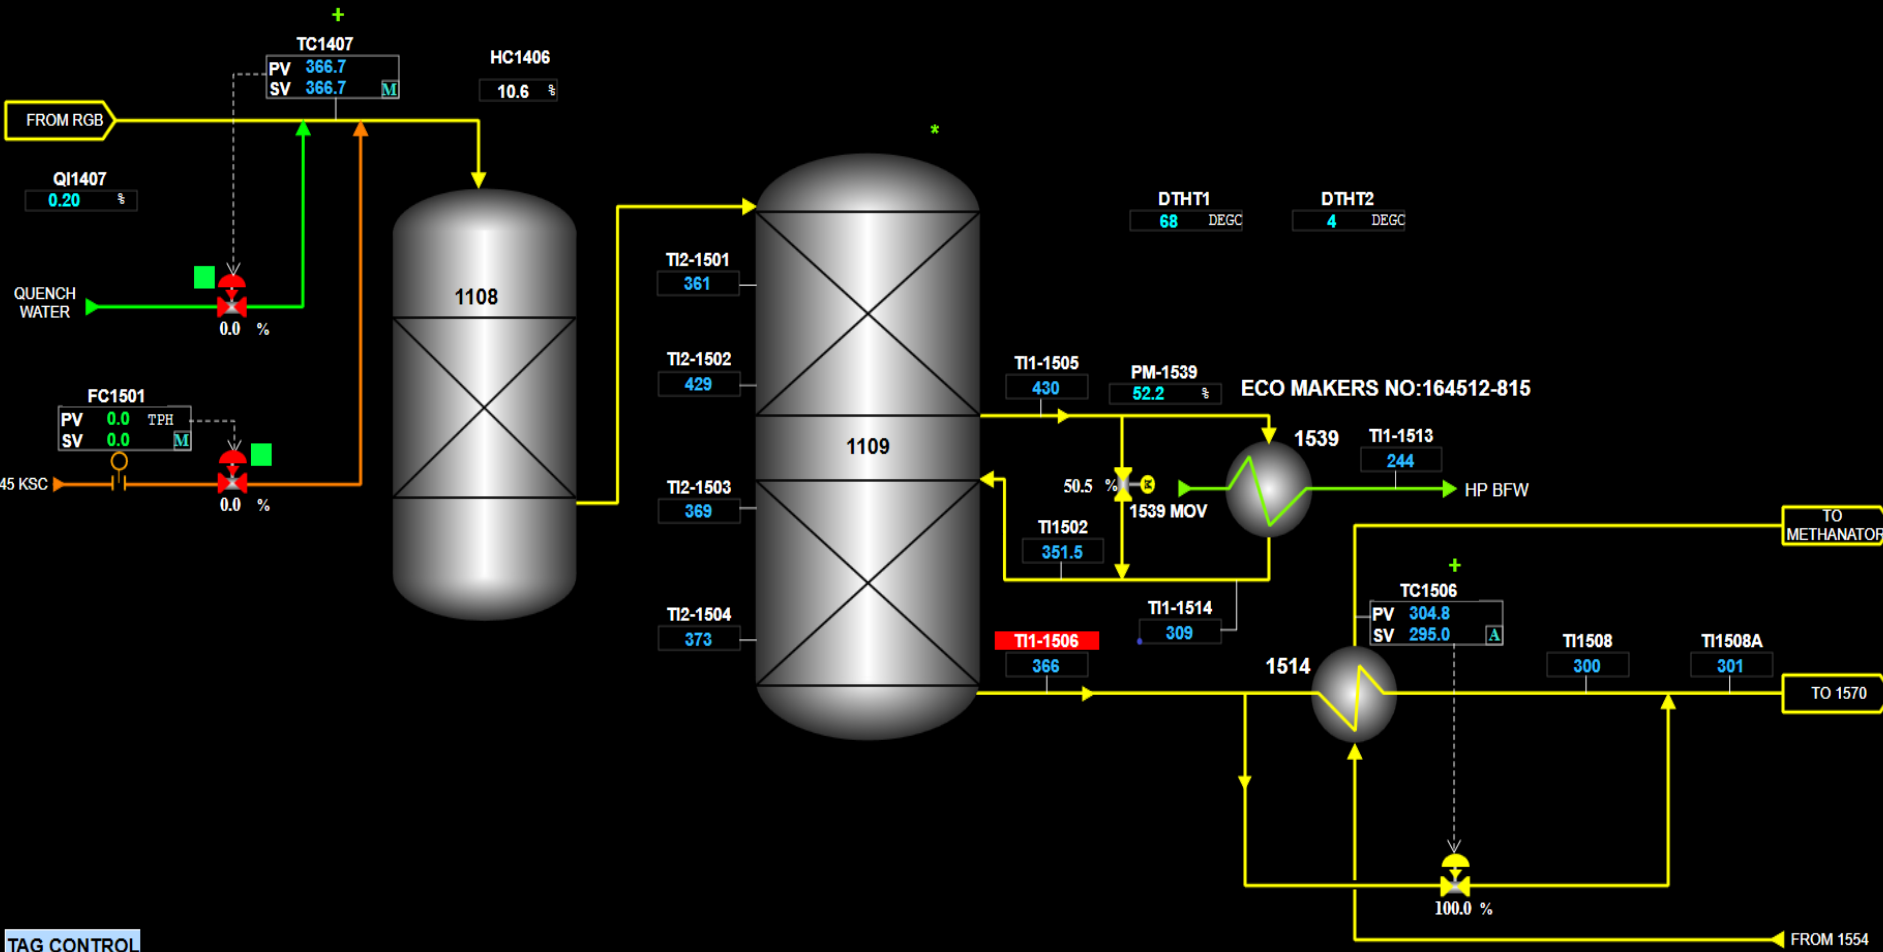 +
TC1407
PV 366.7
SV 366.7 M
HC1406
10.6 %
FROM RGB
*
QI1407
0.20 %
DTHT1
68 DEGC
DTHT2
4 DEGC
TI2-1501
361
QUENCH
WATER
0.0 %
1108
TI2-1502
429
TI1-1505
430
PM-1539
52.2 %
ECO MAKERS NO:164512-815
FC1501
PV 0.0 TPH
SV 0.0 M
1109
1539
TI1-1513
244
45 KSC
0.0 %
TI2-1503
369
50.5 %
1539 MOV
HP BFW
TI1502
351.5
TO
METHANATOR
+
TC1506
PV 304.8
SV 295.0 A
TI2-1504
373
TI1-1514
309
TI1-1506
366
1514
TI1508
300
TI1508A
301
TO 1570
100.0 %
FROM 1554
TAG CONTROL